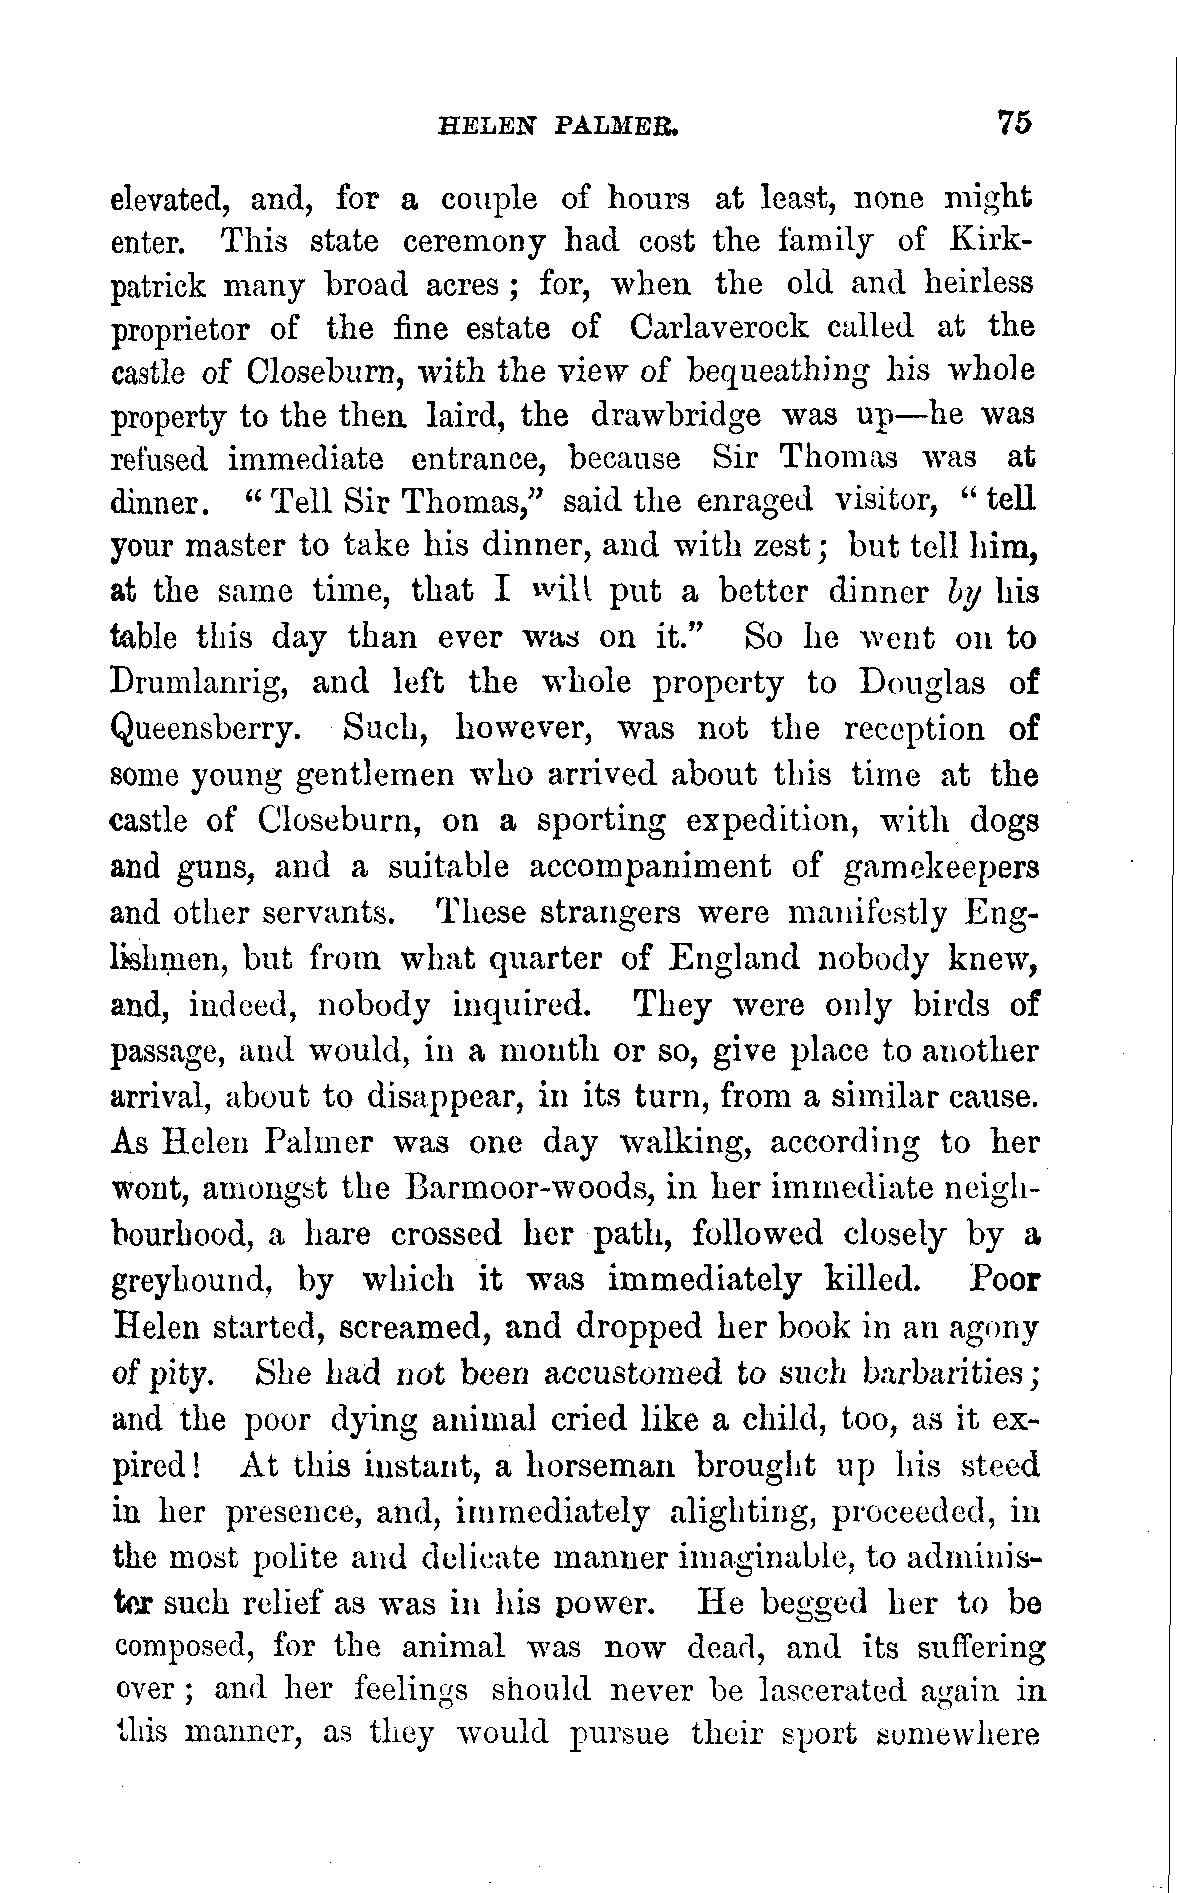 HELEN PALMER. 75
elevated, and, for a couple of hours at least, none might
enter. This state ceremony had cost the family of Kirk-
patrick many broad acres ; for, when the old and heirless
proprietor of the fine estate of Carlaverock called at the
castle of Closeburn, with the view of bequeathing his whole
property to the then laird, the drawbridge was up—he was
refused immediate entrance, because Sir Thomas was at
dinner. “ Tell Sir Thomas,” said the enraged visitor, “ tell
your master to take his dinner, and with zest ; but tell him,
at the same time, that I will put a better dinner by his
table this day than ever was on it.” So he went on to
Drumlanrig, and left the whole property to Douglas of
Queensberry. Such, however, was not the reception of
some young gentlemen who arrived about this time at the
castle of Closeburn, on a sporting expedition, with dogs
and guns, and a suitable accompaniment of gamekeepers
and other servants. These strangers were manifestly Eng-
lishmen, but from what quarter of England nobody knew,
and, indeed, nobody inquired. They were only birds of
passage, and would, in a month or so, give place to another
arrival, about to disappear, in its turn, from a similar cause.
As Helen Palmer was one day walking, according to her
wont, amongst the Barmoor-woods, in her immediate neigh-
bourhood, a hare crossed her path, followed closely by a
greyhound, by which it was immediately killed. Poor
Helen started, screamed, and dropped her book in an agony
of pity. She had not been accustomed to such barbarities ;
and the poor dying animal cried like a child, too, as it ex-
pired ! At this instant, a horseman brought up his steed
in her presence, and, immediately alighting, proceeded, in
the most polite and delicate manner imaginable, to adminis-
ter such relief as was in his power. He begged her to be
composed, for the animal was now dead, and its suffering
over ; and her feelings should never be lascerated again in
this manner, as they would pursue their sport somewhere